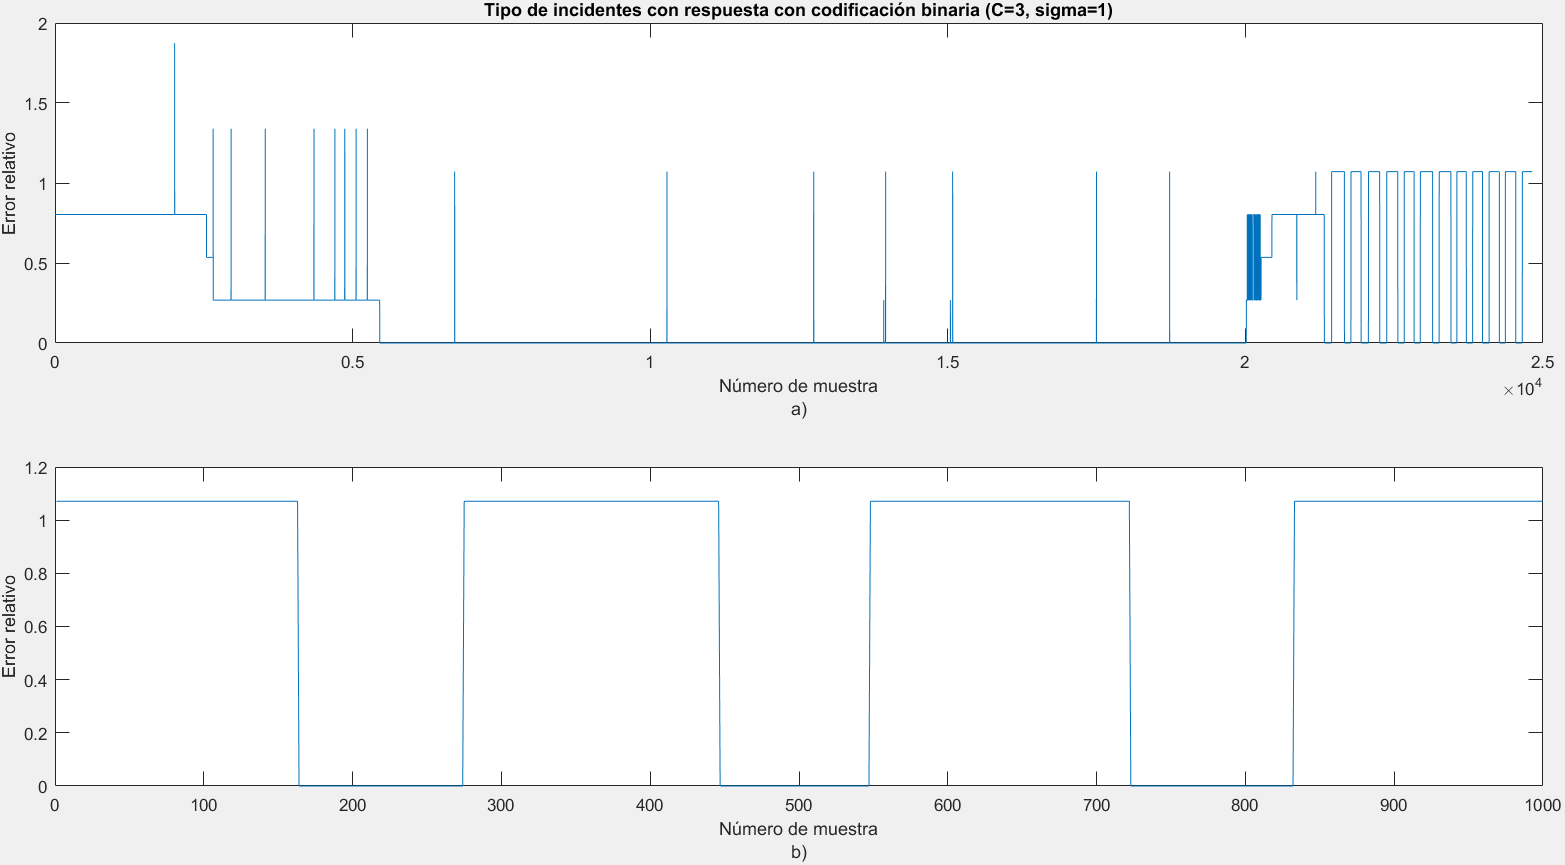 Tipo de incidentes con respuesta con codificación binaria (C=3, sigma=1)
2
1.5
1
0.5
0
Error relativo
0 0.5 1 1.5 2 2.5
×10^4
Número de muestra
a)
1.2
1
0.8
0.6
0.4
0.2
0
Error relativo
0 100 200 300 400 500 600 700 800 900 1000
Número de muestra
b)